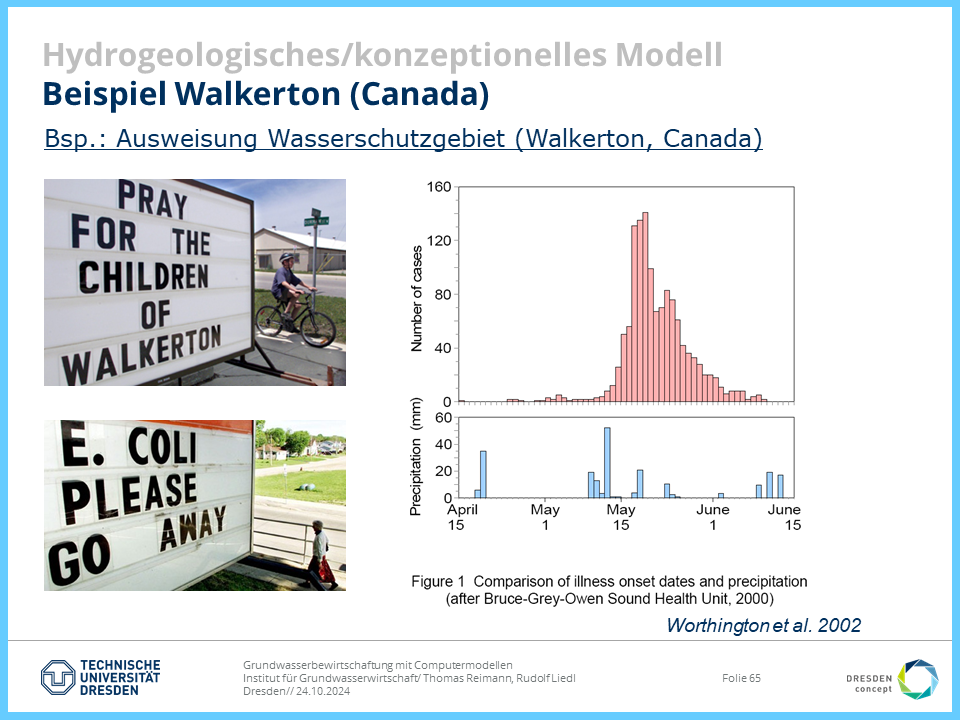 Hydrogeologisches/konzeptionelles Modell
Beispiel Walkerton (Canada)
Bsp.: Ausweisung Wasserschutzgebiet (Walkerton, Canada)
PRAY
FOR THE
CHILDREN
OF
WALKERTON
E. COLI
PLEASE
GO AWAY
Number of cases
160
120
80
40
0
Precipitation (mm)
60
40
20
0
April 15
May 1
May 15
June 1
June 15
Figure 1 Comparison of illness onset dates and precipitation
(after Bruce-Grey-Owen Sound Health Unit, 2000)
Worthington et al. 2002
TECHNISCHE
UNIVERSITÄT
DRESDEN
Grundwasserbewirtschaftung mit Computermodellen
Institut für Grundwasserwirtschaft/ Thomas Reimann, Rudolf Liedl
Dresden// 24.10.2024
Folie 65
DRESDEN
concept